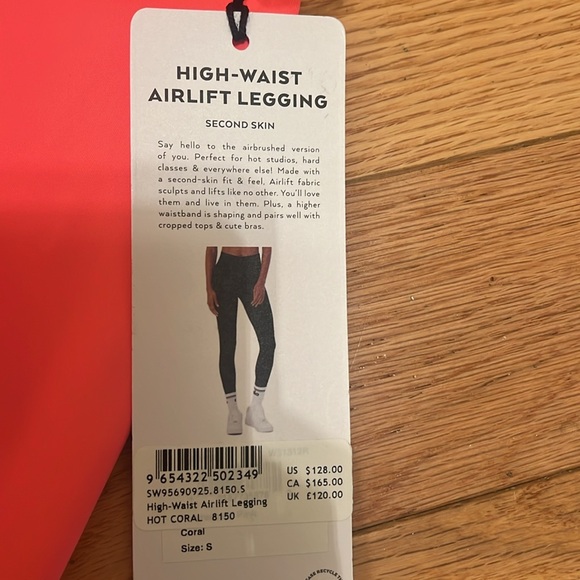 HIGH-WAIST
AIRLIFT LEGGING
SECOND SKIN
Say hello to the airbrushed version
of you. Perfect for hot studios, hard
classes & everywhere else! Made with
a second-skin fit & feel, Airlift fabric
sculpts and lifts like no other. You'll love
them and live in them. Plus, a higher
waistband is shaping and pairs well with
cropped tops & cute bras.
9 654322 502349
SW95690925.8150.S
High-Waist Airlift Legging
HOT CORAL 8150
US $128.00
CA $165.00
UK £120.00
Coral
Size: S